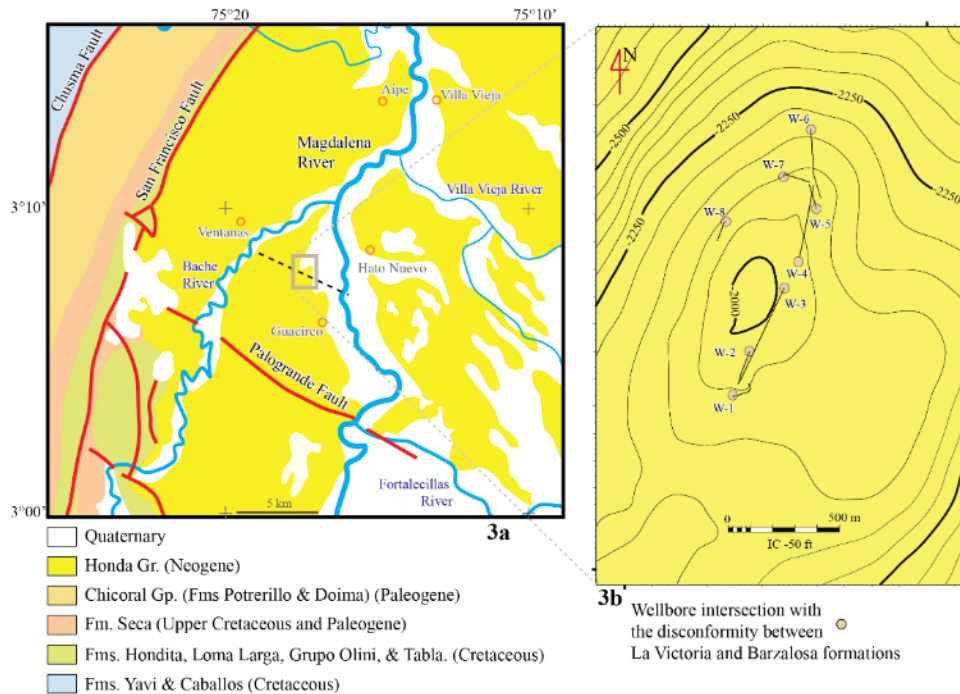 75°20
75°10
Chusma Fault
San Francisco Fault
Aipe
Villa Vieja
Magdalena
River
Villa Vieja River
3°10
Ventanas
Bache
River
Hato Nuevo
Guacirco
Palogrande Fault
Fortalecillas
River
5 km
3°00
3a
Quaternary
Honda Gr. (Neogene)
Chicoral Gp. (Fms Potrerillo & Doima) (Paleogene)
Fm. Seca (Upper Cretaceous and Paleogene)
Fms. Hondita, Loma Larga, Grupo Olini, & Tabla. (Cretaceous)
Fms. Yavi & Caballos (Cretaceous)
N
-2500
-2250
-2250
-2250
-2250
-2000
W-6
W-7
W-8
W-5
W-4
W-3
W-2
W-1
0
500 m
IC -50 ft
3b
Wellbore intersection with
the disconformity between
La Victoria and Barzalosa formations